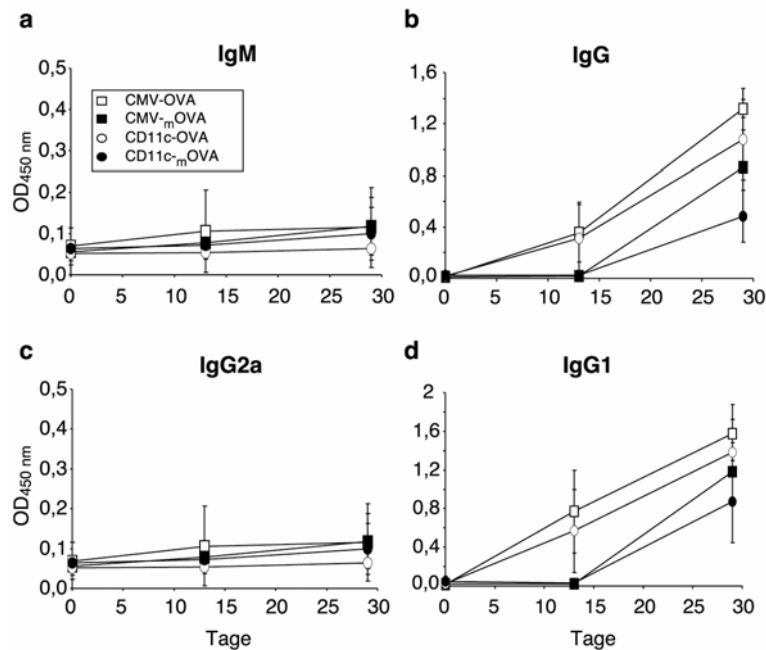 a
IgM
0,5
0,4
0,3
0,2
0,1
0,0
OD450 nm
CMV-OVA
CMV-mOVA
CD11c-OVA
CD11c-mOVA
0 5 10 15 20 25 30
b
IgG
1,6
1,2
0,8
0,4
0,0
0 5 10 15 20 25 30
c
IgG2a
0,5
0,4
0,3
0,2
0,1
0,0
OD450 nm
0 5 10 15 20 25 30
Tage
d
IgG1
2
1,6
1,2
0,8
0,4
0,0
0 5 10 15 20 25 30
Tage